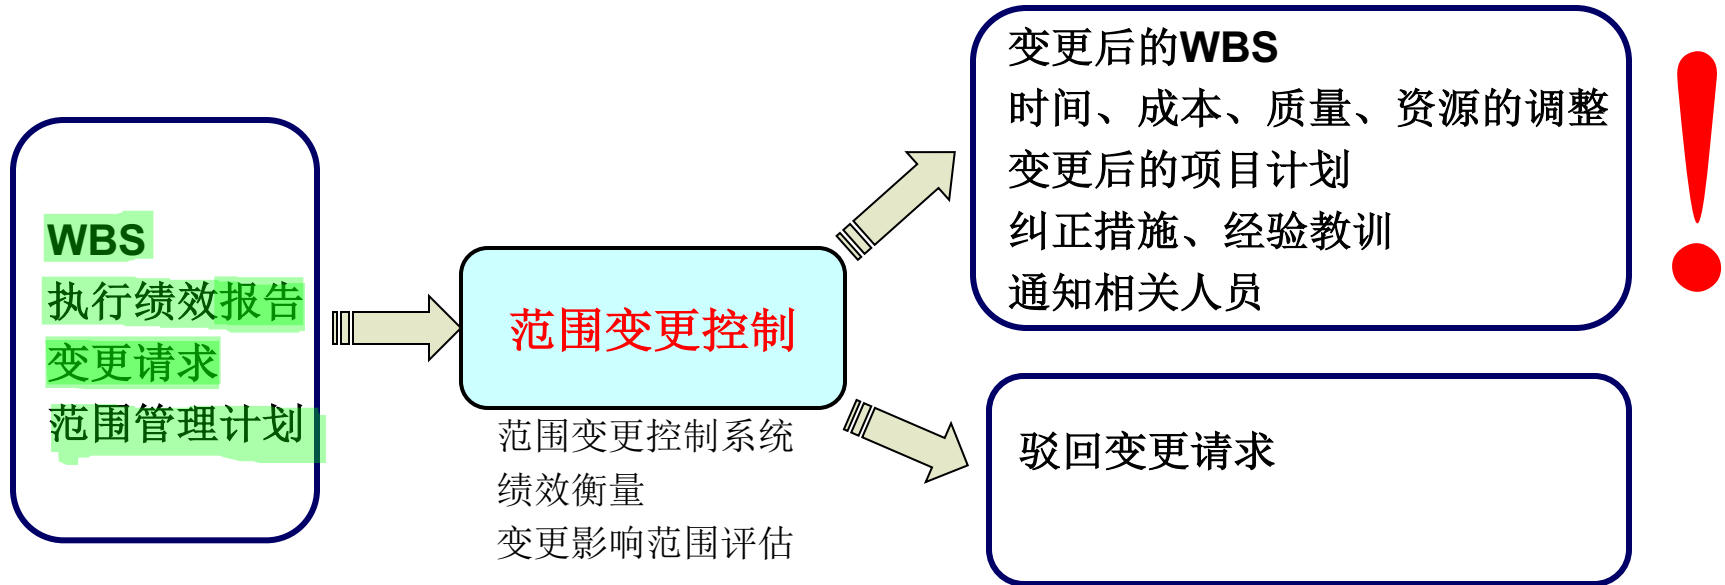 WBS
执行绩效报告
变更请求
范围管理计划
范围变更控制
范围变更控制系统
绩效衡量
变更影响范围评估
变更后的WBS
时间、成本、质量、资源的调整
变更后的项目计划
纠正措施、经验教训
通知相关人员
!
驳回变更请求